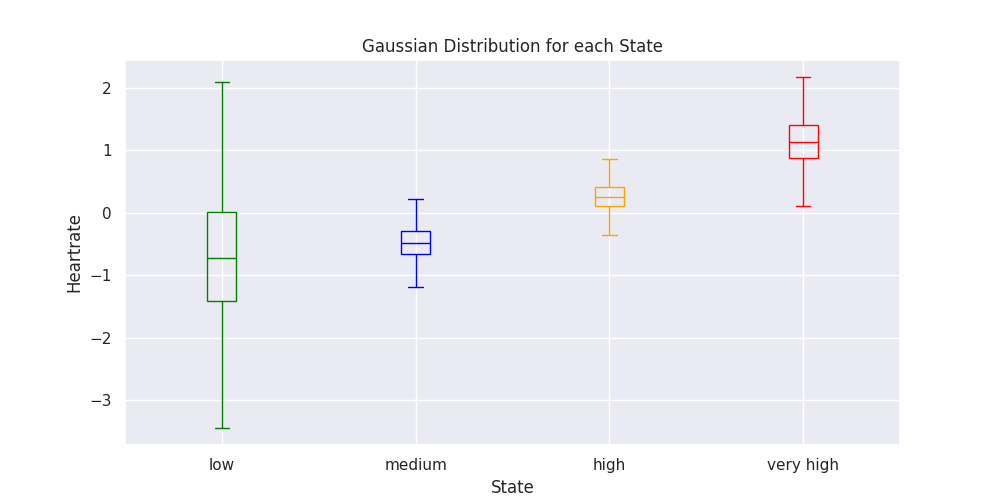 Gaussian Distribution for each State
Heartrate
2
1
0
−1
−2
−3
low medium high very high
State